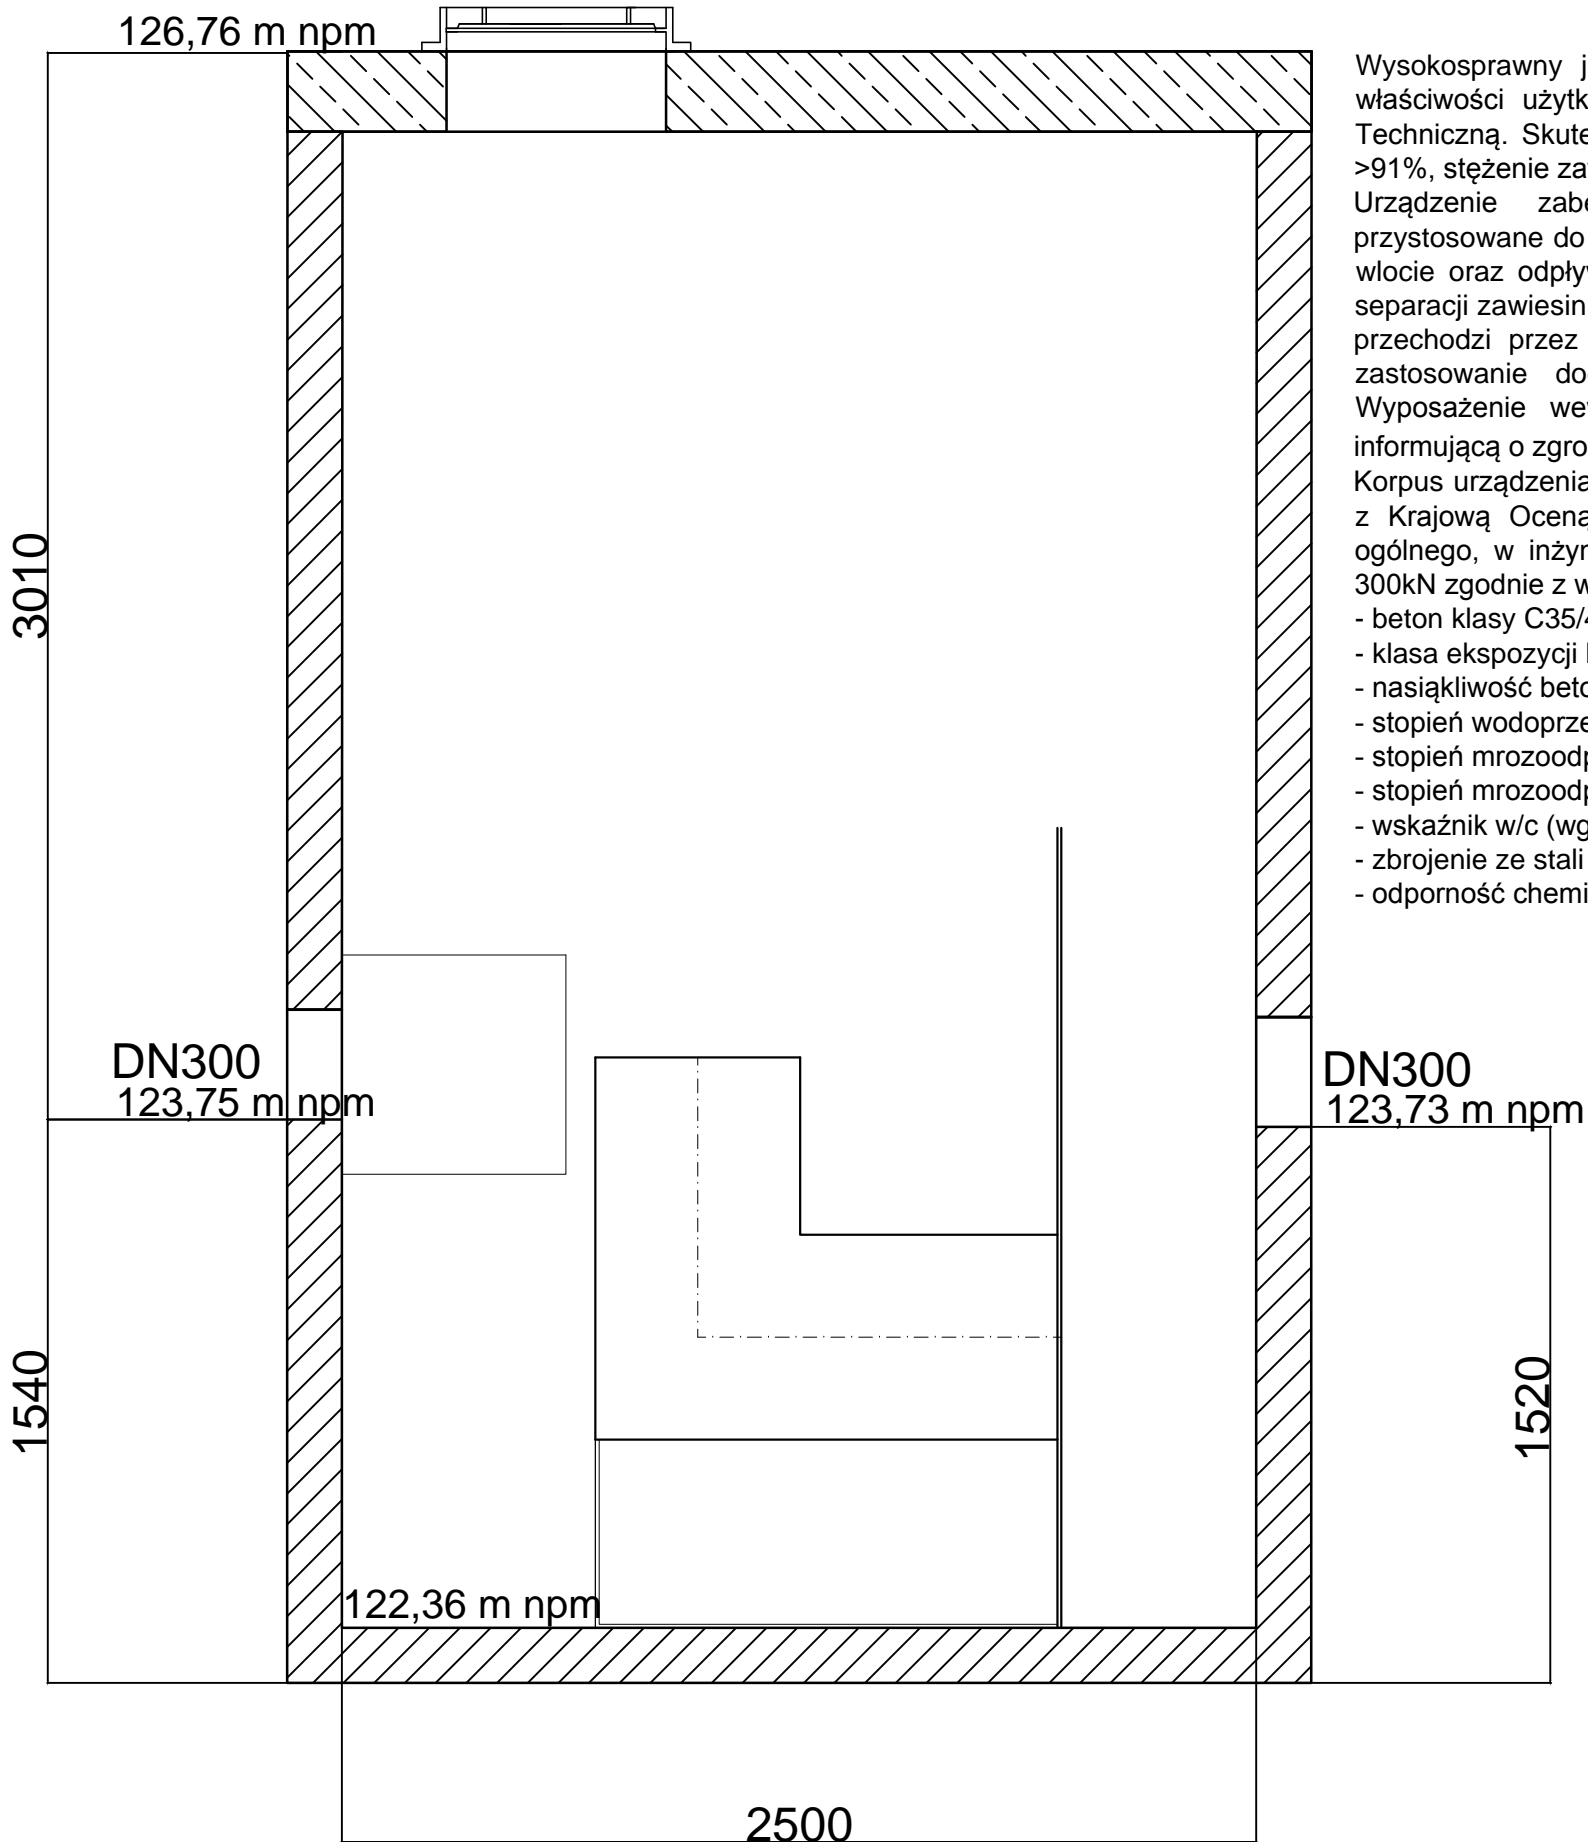 126,76 m npm
Wysokosprawny j
właściwości użytk
Techniczną. Skute
>91%, stężenie za
Urządzenie zabe
przystosowane do
wlocie oraz odpły
separacji zawiesin
przechodzi przez
zastosowanie do
Wyposażenie we
informującą o zgro
Korpus urządzenia
z Krajową Oceną
ogólnego, w inżyn
300kN zgodnie z w
- beton klasy C35/4
- klasa ekspozycji
- nasiąkliwość beto
- stopień wodoprze
- stopień mrozoodp
- stopień mrozoodp
- wskaźnik w/c (wg
- zbrojenie ze stali
- odporność chemi
3010
DN300
123,75 m npm
DN300
123,73 m npm
1540
1520
122,36 m npm
2500